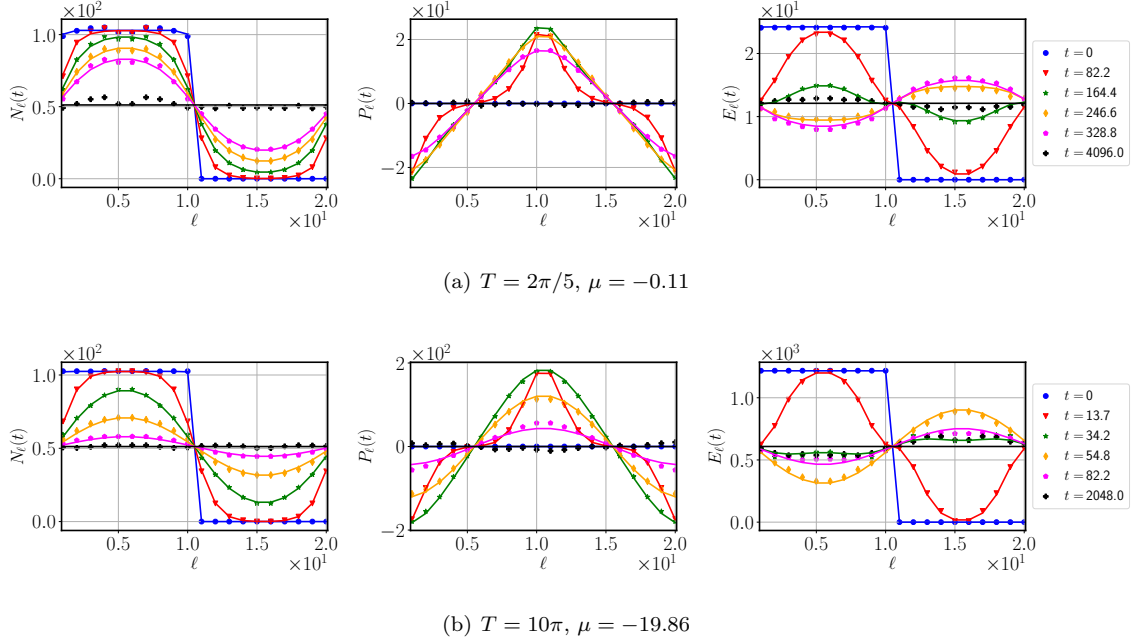 ×10²
×10¹
×10¹
1.0
0.5
0.0
N_ℓ(t)
2
0
−2
P_ℓ(t)
2
1
0
E_ℓ(t)
t = 0
t = 82.2
t = 164.4
t = 246.6
t = 328.8
t = 4096.0
0.5 1.0 1.5 2.0
0.5 1.0 1.5 2.0
0.5 1.0 1.5 2.0
ℓ ×10¹
ℓ ×10¹
ℓ ×10¹
(a) T = 2π/5, μ = −0.11
×10²
×10²
×10³
1.0
0.5
0.0
N_ℓ(t)
2
0
−2
P_ℓ(t)
1.0
0.5
0.0
E_ℓ(t)
t = 0
t = 13.7
t = 34.2
t = 54.8
t = 82.2
t = 2048.0
0.5 1.0 1.5 2.0
0.5 1.0 1.5 2.0
0.5 1.0 1.5 2.0
ℓ ×10¹
ℓ ×10¹
ℓ ×10¹
(b) T = 10π, μ = −19.86